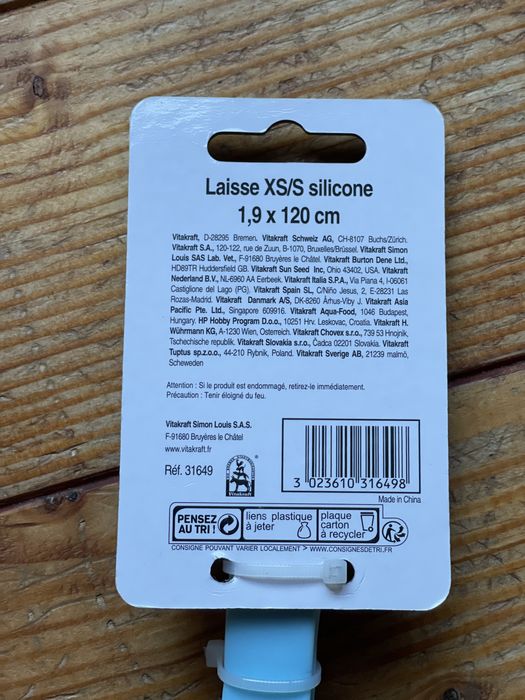 Laisse XS/S silicone
1,9 x 120 cm
Vitakraft, D-28295 Bremen. Vitakraft Schweiz AG, CH-8107 Buchs/Zürich.
Vitakraft S.A., 120-122, rue de Zuun, B-1070, Bruxelles/Brüssel. Vitakraft Simon
Louis SAS Lab. Vet., F-91680 Bruyères le Châtel. Vitakraft Burton Dene Ltd.,
HD89TR Huddersfield GB. Vitakraft Sun Seed Inc, Ohio 43402, USA. Vitakraft
Nederland B.V., NL-6960 AA Eerbeek. Vitakraft Italia S.p.A., Via Piana 4, I-06061
Castiglione del Lago (PG). Vitakraft Spain SL, C/Niño Jesus, 2, E-28231 Las
Rozas-Madrid. Vitakraft Danmark A/S, DK-8260 Århus-Viby J. Vitakraft Asia
Pacific Pte. Ltd., Singapore 609916. Vitakraft Aqua-Food, 1046 Budapest,
Hungary. HP Hobby Program D.o.o., 10251 Hrv. Leskovac, Croatia. Vitakraft H.
Wührmann KG, A-1230 Wien, Osterreich. Vitakraft Chovex s.r.o., 739 53 Hnojnik,
Tschechische republik. Vitakraft Slovakia s.r.o., Čadca 02201 Slovakia. Vitakraft
Tuptus sp.z.o.o., 44-210 Rybnik, Poland. Vitakraft Sverige AB, 21239 malmö,
Scheweden
Attention : Si le produit est endommagé, retirez-le immédiatement.
Précaution : Tenir éloigné du feu.
Vitakraft Simon Louis S.A.S.
F-91680 Bruyères le Châtel
www.vitakraft.fr
Réf. 31649
Vitakraft
3 023610 316498
Made in China
PENSEZ
AU TRI !
liens plastique
à jeter
plaque
carton
à recycler
CONSIGNE POUVANT VARIER LOCALEMENT > WWW.CONSIGNESDETRI.FR